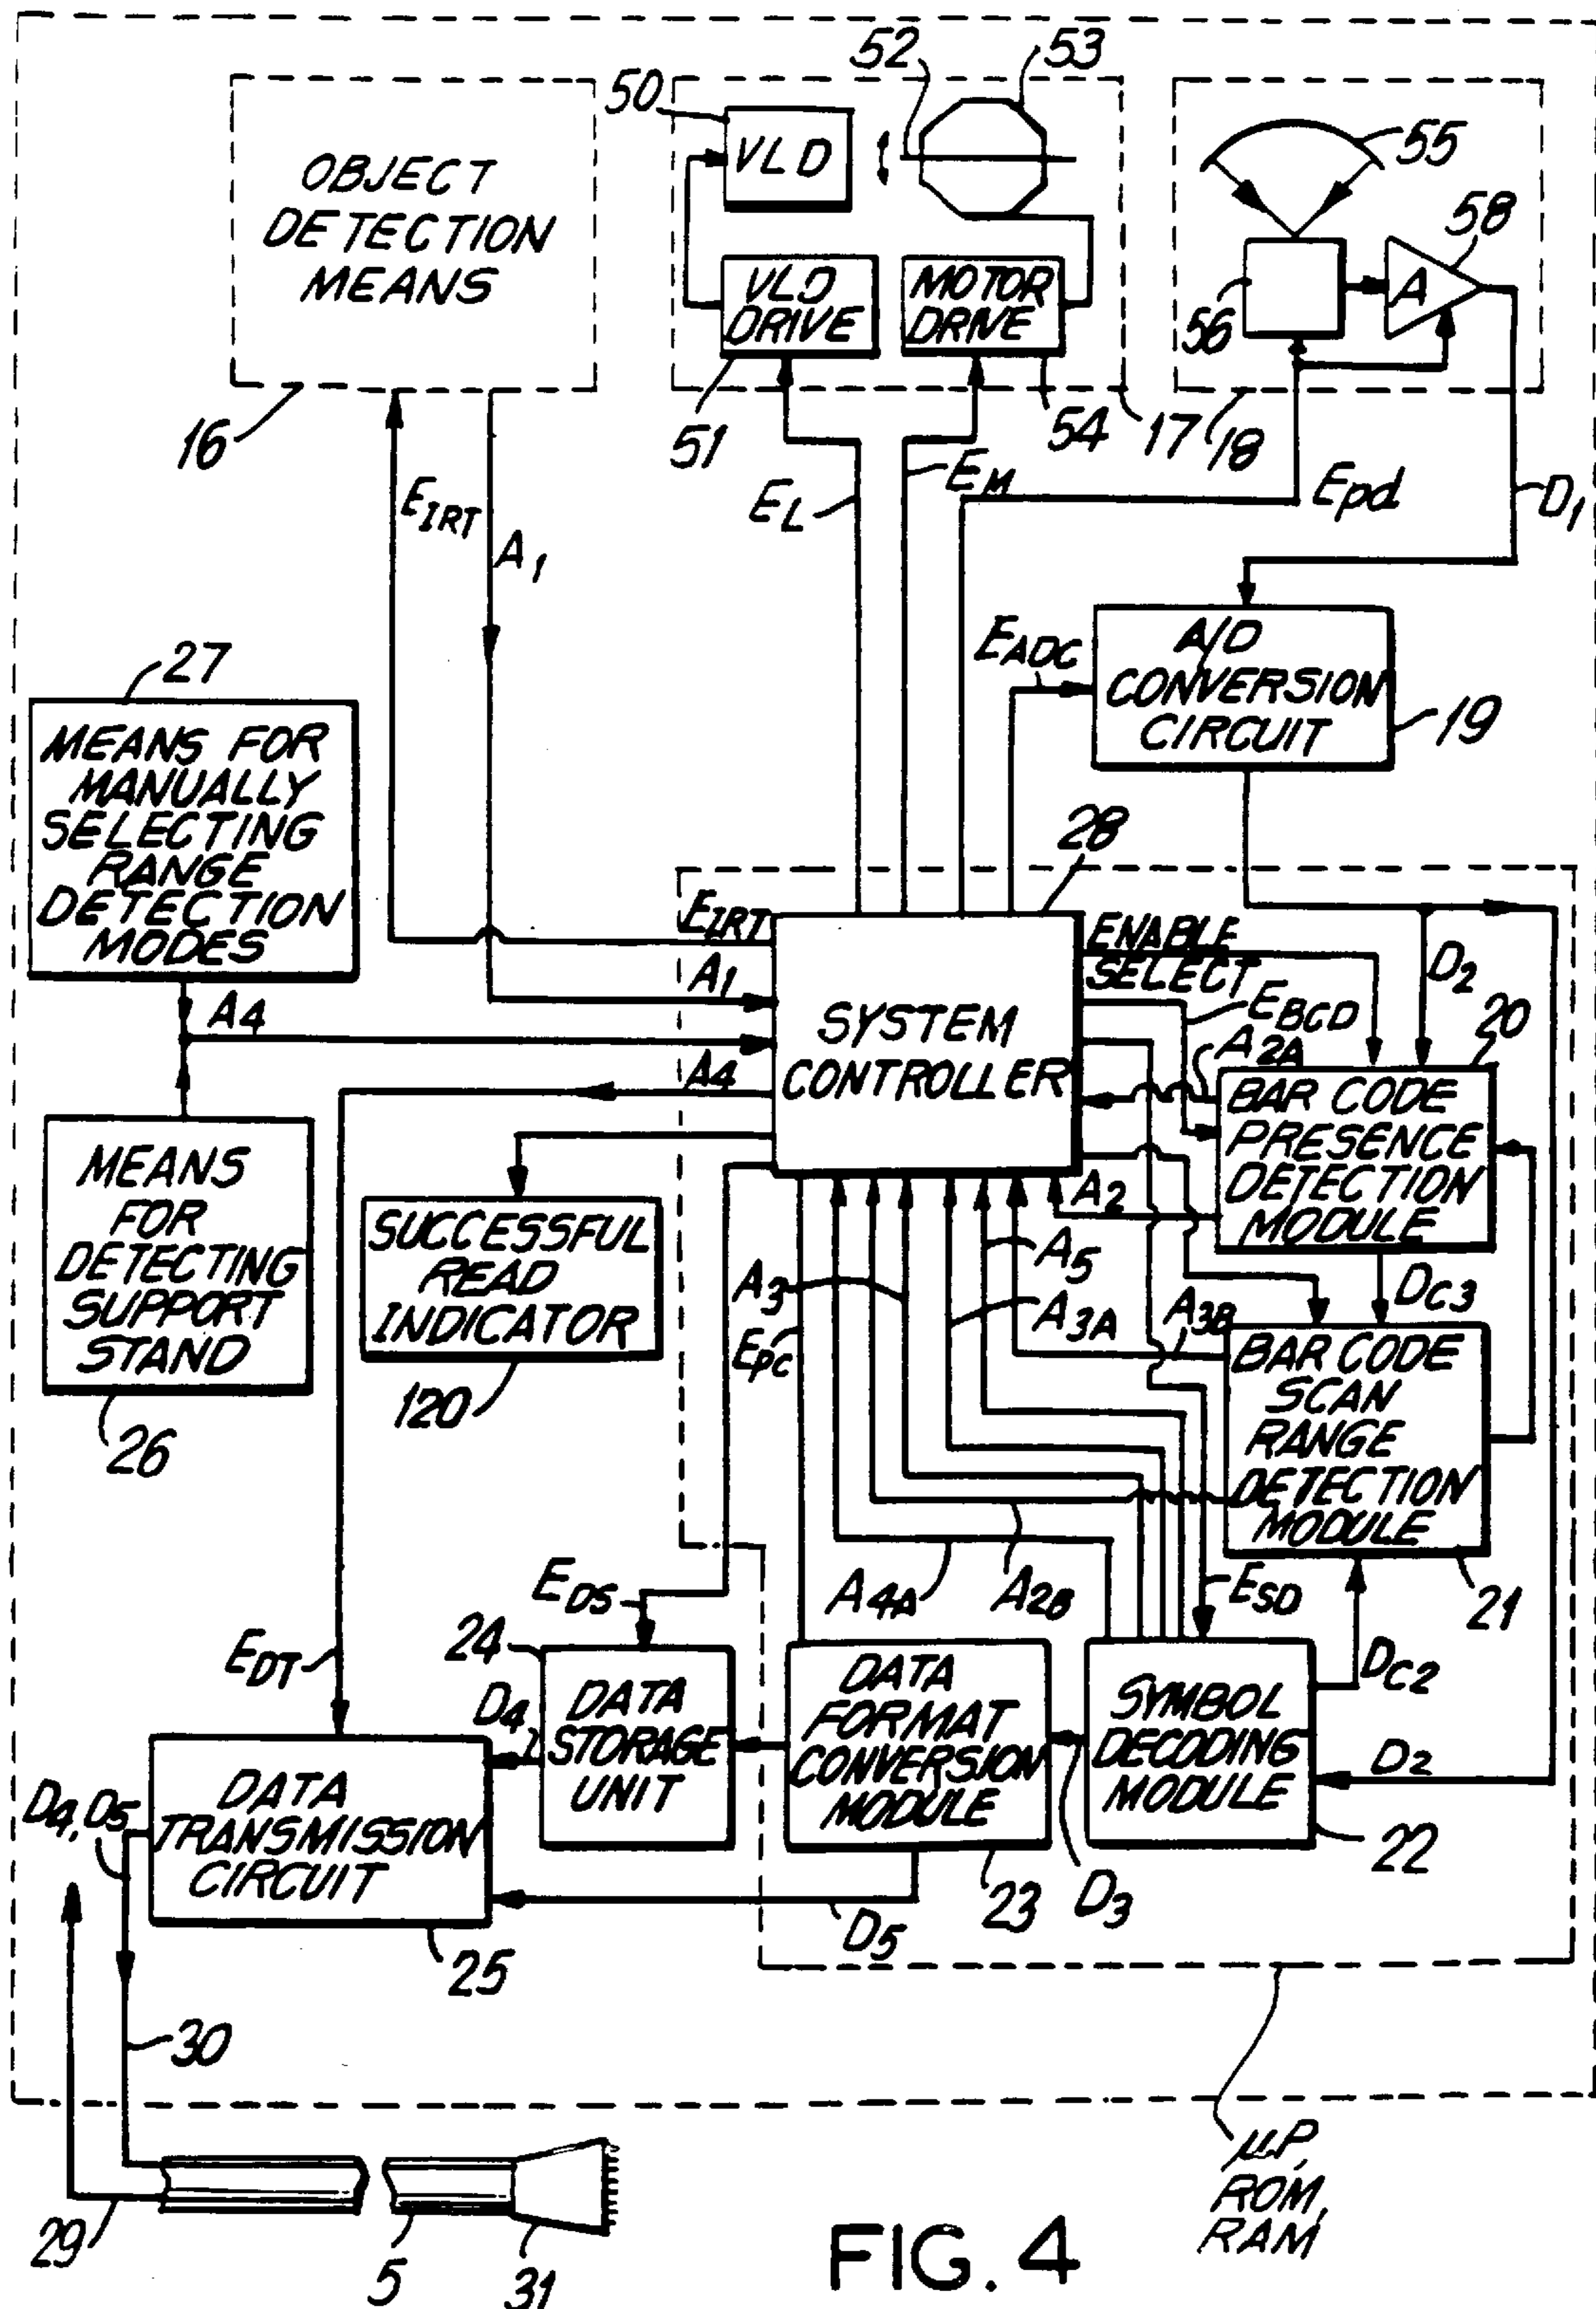 52
53
50
VLD
55
OBJECT
DETECTION
MEANS
58
A
VLD
DRIVE
MOTOR
DRIVE
56
16
51
54
17
18
EIRT
A1
EL
EM
Epd
D1
27
MEANS FOR
MANUALLY
SELECTING
RANGE
DETECTION
MODES
EADC
A/D
CONVERSION
CIRCUIT
19
28
EIRT
A1
ENABLE
SELECT
D2
A4
A4
SYSTEM
CONTROLLER
EBCD
A2A
20
BAR CODE
PRESENCE
DETECTION
MODULE
MEANS
FOR
DETECTING
SUPPORT
STAND
26
SUCCESSFUL
READ
INDICATOR
120
A2
A5
A3
A3A
A3B
EPC
DC3
BAR CODE
SCAN
RANGE
DETECTION
MODULE
21
EDS
A4A
A2B
ESD
24
EDT
D4
DATA
STORAGE
UNIT
DATA
FORMAT
CONVERSION
MODULE
SYMBOL
DECODING
MODULE
DC2
D2
22
D4, D5
DATA
TRANSMISSION
CIRCUIT
25
D5
23
D3
30
29
5
31
µP,
ROM,
RAM
FIG. 4